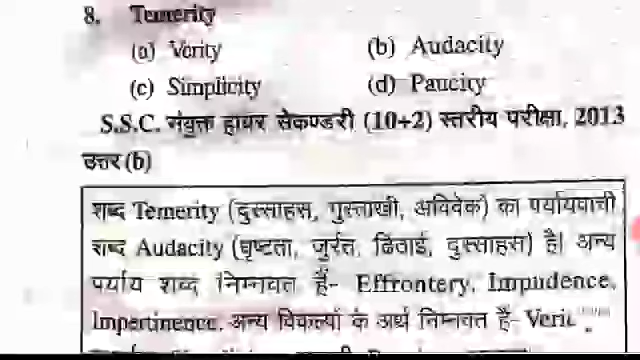 8. Temerity
(a) Verity (b) Audacity
(c) Simplicity (d) Paucity
S.S.C. संयुक्त हायर सेकण्डरी (10+2) स्तरीय परीक्षा, 2013
उत्तर (b)
शब्द Temerity (दुस्साहस, गुस्ताखी, अविवेक) का पर्यायवाची
शब्द Audacity (धृष्टता, जुर्रत, ढिठाई, दुस्साहस) है। अन्य
पर्याय शब्द निम्नवत हैं- Effrontery, Impudence,
Impertinence, अन्य विकल्पों के अर्थ निम्नवत है-